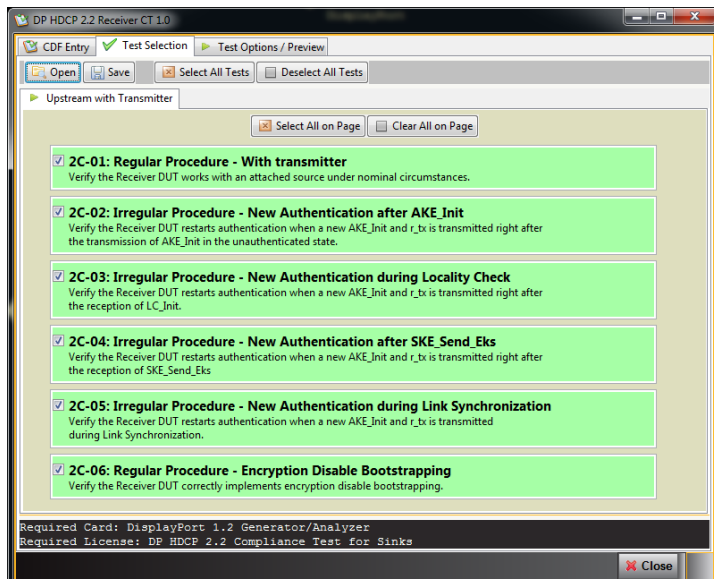 DP HDCP 2.2 Receiver CT 1.0
CDF Entry
Test Selection
Test Options / Preview
Open
Save
Select All Tests
Deselect All Tests
Upstream with Transmitter
Select All on Page
Clear All on Page
2C-01: Regular Procedure - With transmitter
Verify the Receiver DUT works with an attached source under nominal circumstances.
2C-02: Irregular Procedure - New Authentication after AKE_Init
Verify the Receiver DUT restarts authentication when a new AKE_Init and r_tx is transmitted right after
the transmission of AKE_Init in the unauthenticated state.
2C-03: Irregular Procedure - New Authentication during Locality Check
Verify the Receiver DUT restarts authentication when a new AKE_Init and r_tx is transmitted right after
the reception of LC_Init.
2C-04: Irregular Procedure - New Authentication after SKE_Send_Eks
Verify the Receiver DUT restarts authentication when a new AKE_Init and r_tx is transmitted right after
the reception of SKE_Send_Eks
2C-05: Irregular Procedure - New Authentication during Link Synchronization
Verify the Receiver DUT restarts authentication when a new AKE_Init and r_tx is transmitted
during Link Synchronization.
2C-06: Regular Procedure - Encryption Disable Bootstrapping
Verify the Receiver DUT correctly implements encryption disable bootstrapping.
Required Card: DisplayPort 1.2 Generator/Analyzer
Required License: DP HDCP 2.2 Compliance Test for Sinks
Close